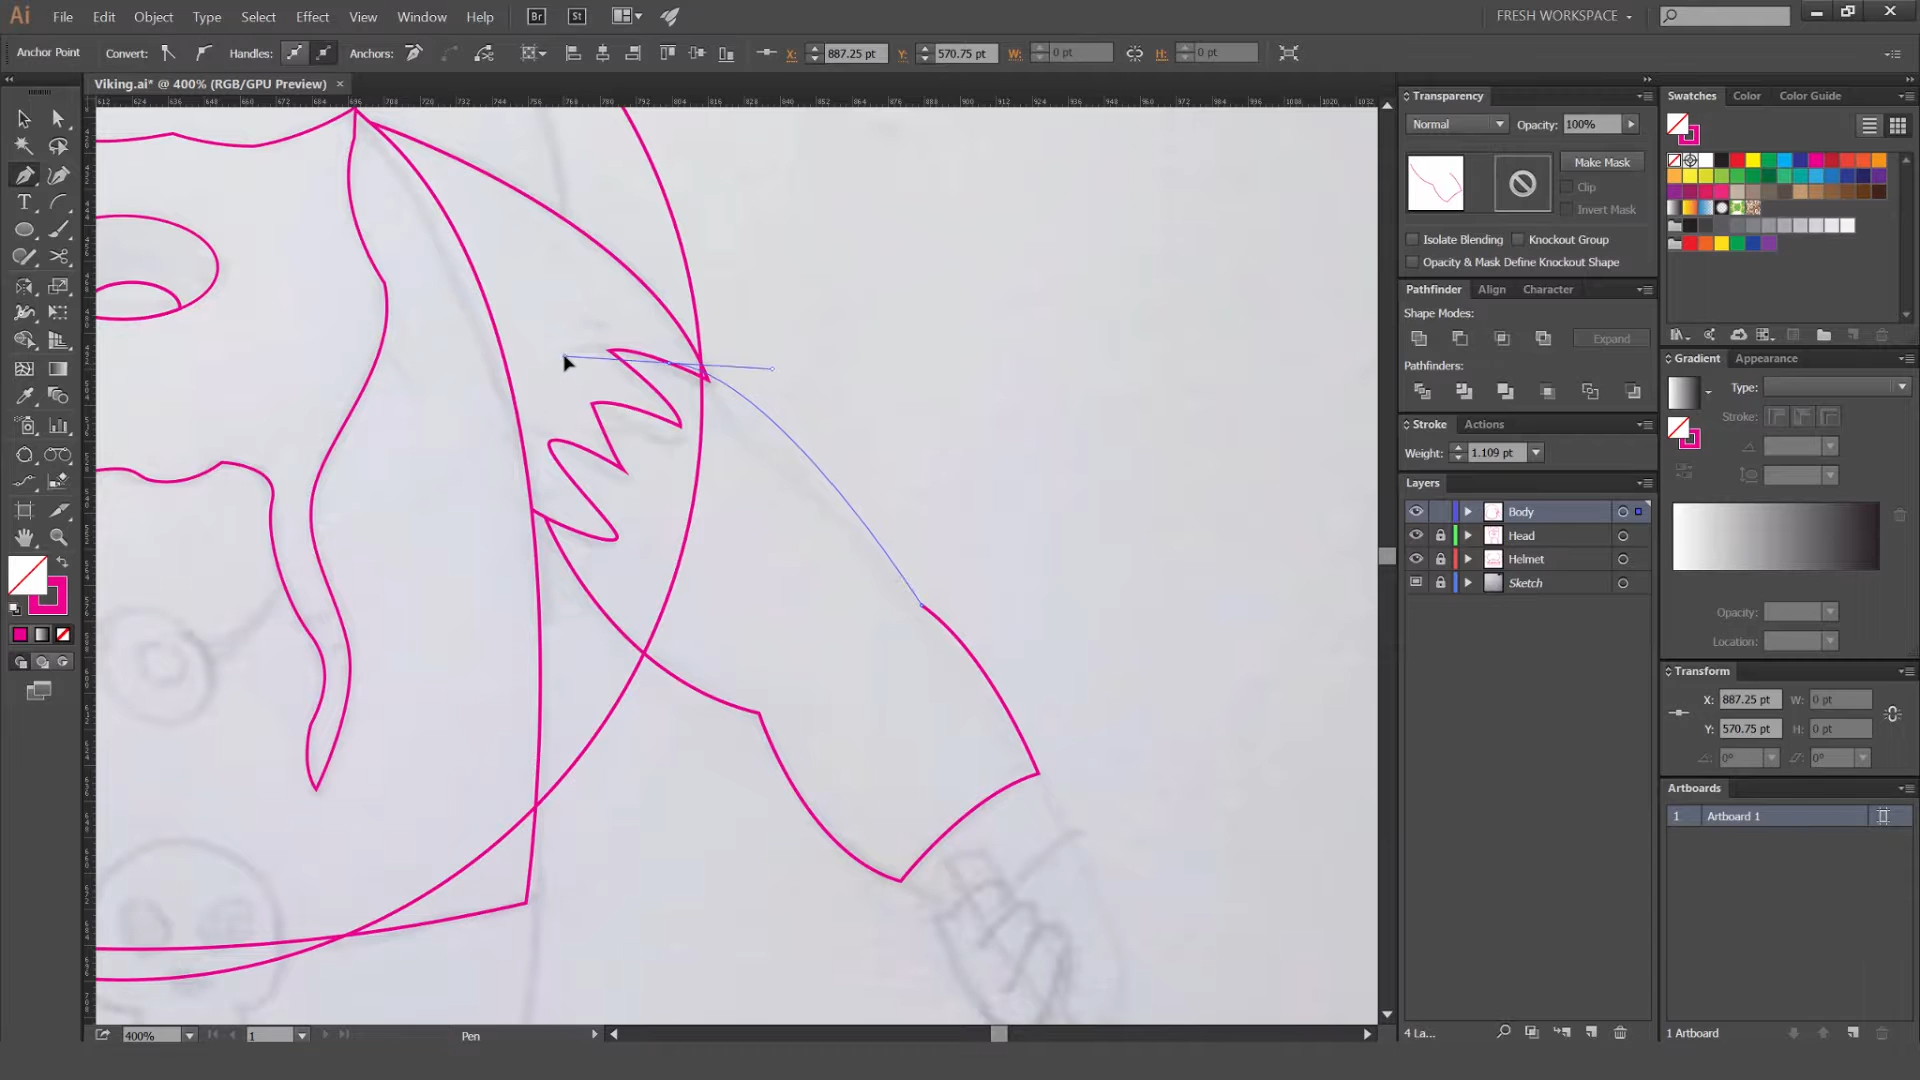 Ai File Edit Object Type Select Effect View Window Help Br St FRESH WORKSPACE
Anchor Point Convert: Handles: Anchors: X: 887.25 pt Y: 570.75 pt W: 0 pt H: 0 pt
Viking.ai* @ 400% (RGB/GPU Preview) ×
Transparency
Normal Opacity: 100%
Make Mask
Clip
Invert Mask
Isolate Blending Knockout Group
Opacity & Mask Define Knockout Shape
Pathfinder Align Character
Shape Modes:
Expand
Pathfinders:
Stroke Actions
Weight: 1.109 pt
Layers
Body
Head
Helmet
Sketch
4 La...
Swatches Color Color Guide
Gradient Appearance
Type:
Stroke:
Opacity:
Location:
Transform
X: 887.25 pt W: 0 pt
Y: 570.75 pt H: 0 pt
0° 0°
Artboards
1 Artboard 1
1 Artboard
400% 1 Pen